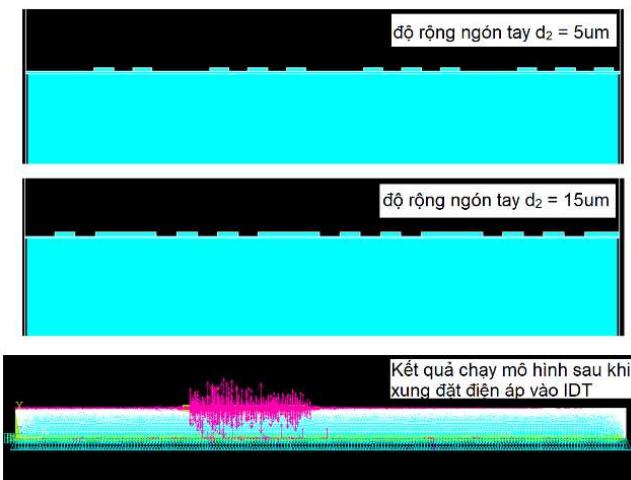 độ rộng ngón tay d₂ = 5um
độ rộng ngón tay d₂ = 15um
Kết quả chạy mô hình sau khi
xung đặt điện áp vào IDT